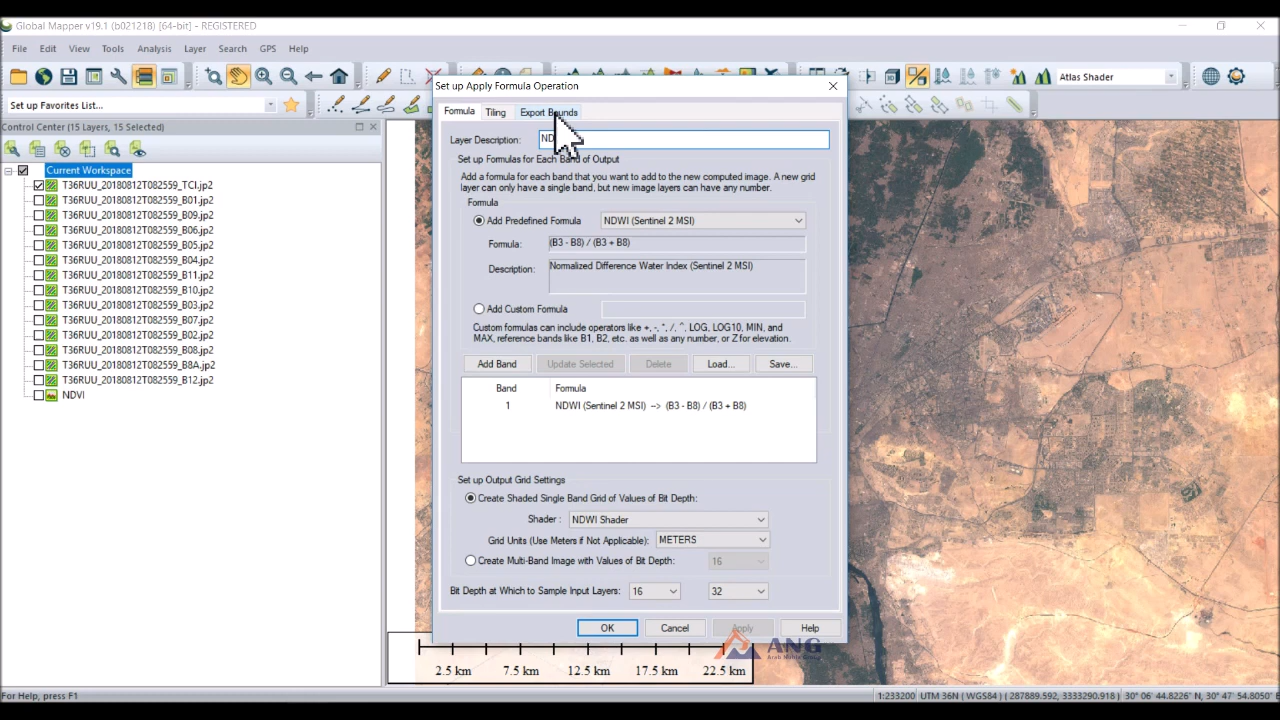 Global Mapper v19.1 (b021218) [64-bit] - REGISTERED
File Edit View Tools Analysis Layer Search GPS Help
Atlas Shader
Set up Favorites List...
Control Center (15 Layers, 15 Selected)
Current Workspace
T36RUU_20180812T082559_TCI.jp2
T36RUU_20180812T082559_B01.jp2
T36RUU_20180812T082559_B09.jp2
T36RUU_20180812T082559_B06.jp2
T36RUU_20180812T082559_B05.jp2
T36RUU_20180812T082559_B04.jp2
T36RUU_20180812T082559_B11.jp2
T36RUU_20180812T082559_B10.jp2
T36RUU_20180812T082559_B03.jp2
T36RUU_20180812T082559_B07.jp2
T36RUU_20180812T082559_B02.jp2
T36RUU_20180812T082559_B08.jp2
T36RUU_20180812T082559_B8A.jp2
T36RUU_20180812T082559_B12.jp2
NDVI
Set up Apply Formula Operation
Formula Tiling Export Bounds
Layer Description:
Set up Formulas for Each Band of Output
Add a formula for each band that you want to add to the new computed image. A new grid
layer can only have a single band, but new image layers can have any number.
Formula
Add Predefined Formula NDWI (Sentinel 2 MSI)
Formula: (B3 - B8) / (B3 + B8)
Description: Normalized Difference Water Index (Sentinel 2 MSI)
Add Custom Formula
Custom formulas can include operators like +, -, *, /, ^, LOG, LOG10, MIN, and
MAX, reference bands like B1, B2, etc. as well as any number, or Z for elevation.
Add Band Update Selected Delete Load... Save...
Band Formula
1 NDWI (Sentinel 2 MSI) --> (B3 - B8) / (B3 + B8)
Set up Output Grid Settings
Create Shaded Single Band Grid of Values of Bit Depth:
Shader : NDWI Shader
Grid Units (Use Meters if Not Applicable): METERS
Create Multi-Band Image with Values of Bit Depth: 16
Bit Depth at Which to Sample Input Layers: 16 32
OK Cancel Apply Help
ANG
Arab Mohia Group
2.5 km 7.5 km 12.5 km 17.5 km 22.5 km
For Help, press F1
1:233200 UTM 36N ( WGS84 ) ( 287889.592, 3333290.918 ) 30° 06' 44.8226" N, 30° 47' 54.8050" E